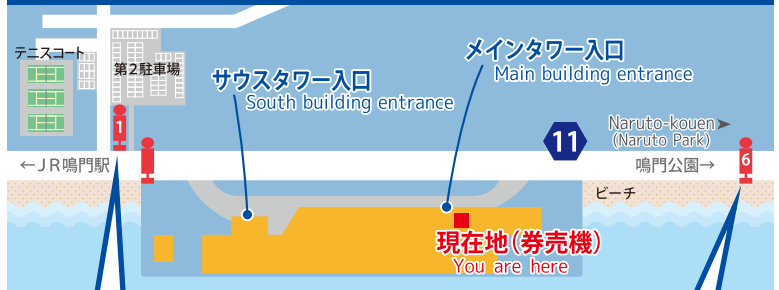 テニスコート
第2駐車場
サウスタワー入口
South building entrance
メインタワー入口
Main building entrance
11
Naruto-kouen
(Naruto Park)
➤
1
6
←JR鳴門駅
鳴門公園→
ビーチ
現在地（券売機）
You are here